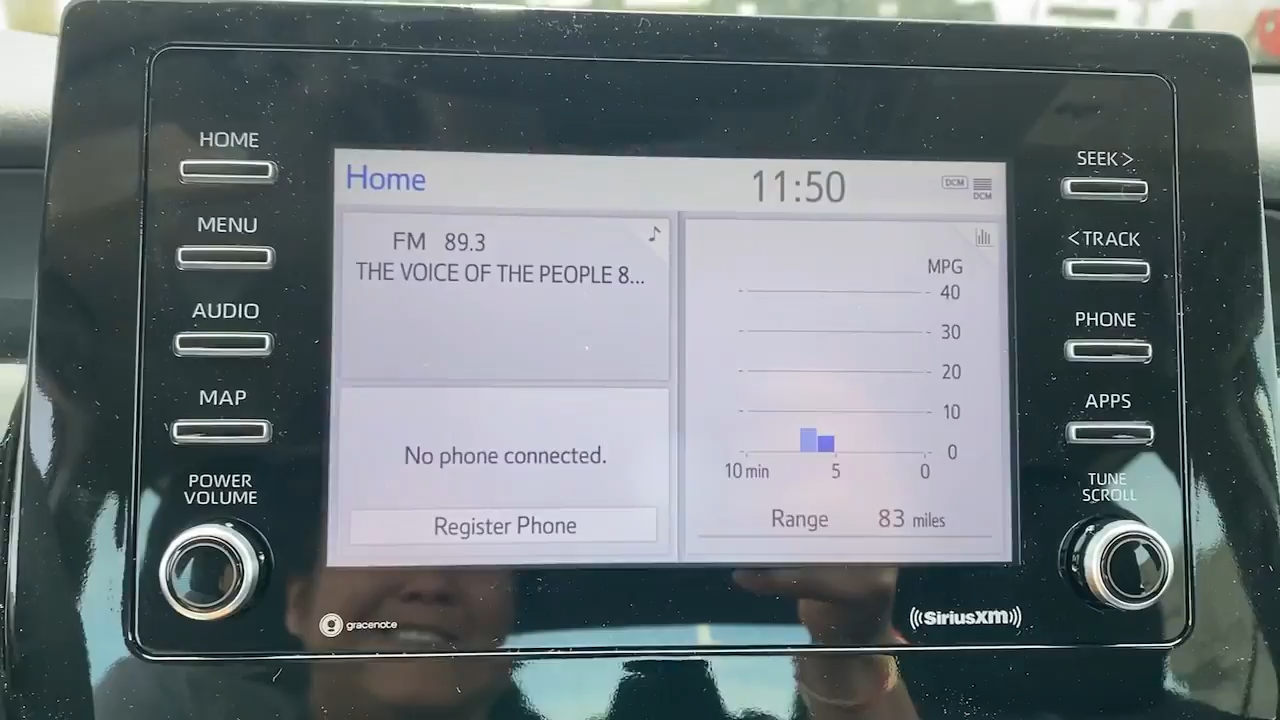 HOME
MENU
AUDIO
MAP
POWER
VOLUME
Home
11:50
DCM
DCM
FM 89.3
THE VOICE OF THE PEOPLE 8...
No phone connected.
Register Phone
MPG
40
30
20
10
0
10 min 5 0
Range 83 miles
SEEK>
<TRACK
PHONE
APPS
TUNE
SCROLL
gracenote
((SiriusXM))